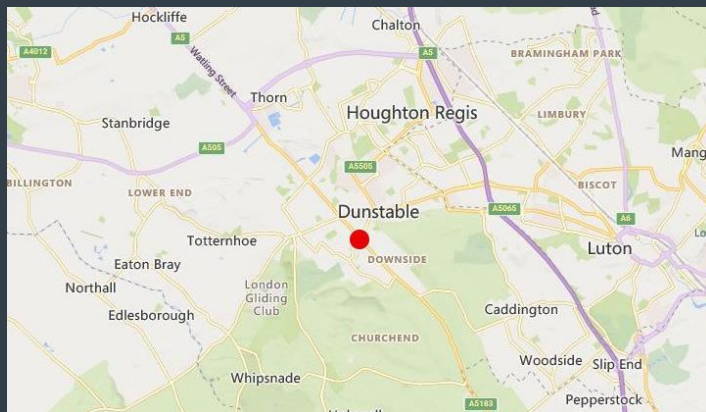 Hockliffe
Chalton
A5
A5
A4012
Watling Street
BRAMINGHAM PARK
Thorn
Houghton Regis
LIMBURY
Stanbridge
A505
A5505
BILLINGTON
LOWER END
BISCOT
Dunstable
A5065
A6
Totternhoe
Luton
DOWNSIDE
Eaton Bray
Northall
London
Gliding
Club
Edlesborough
Caddington
CHURCHEND
Woodside
Slip End
Whipsnade
A5183
Pepperstock